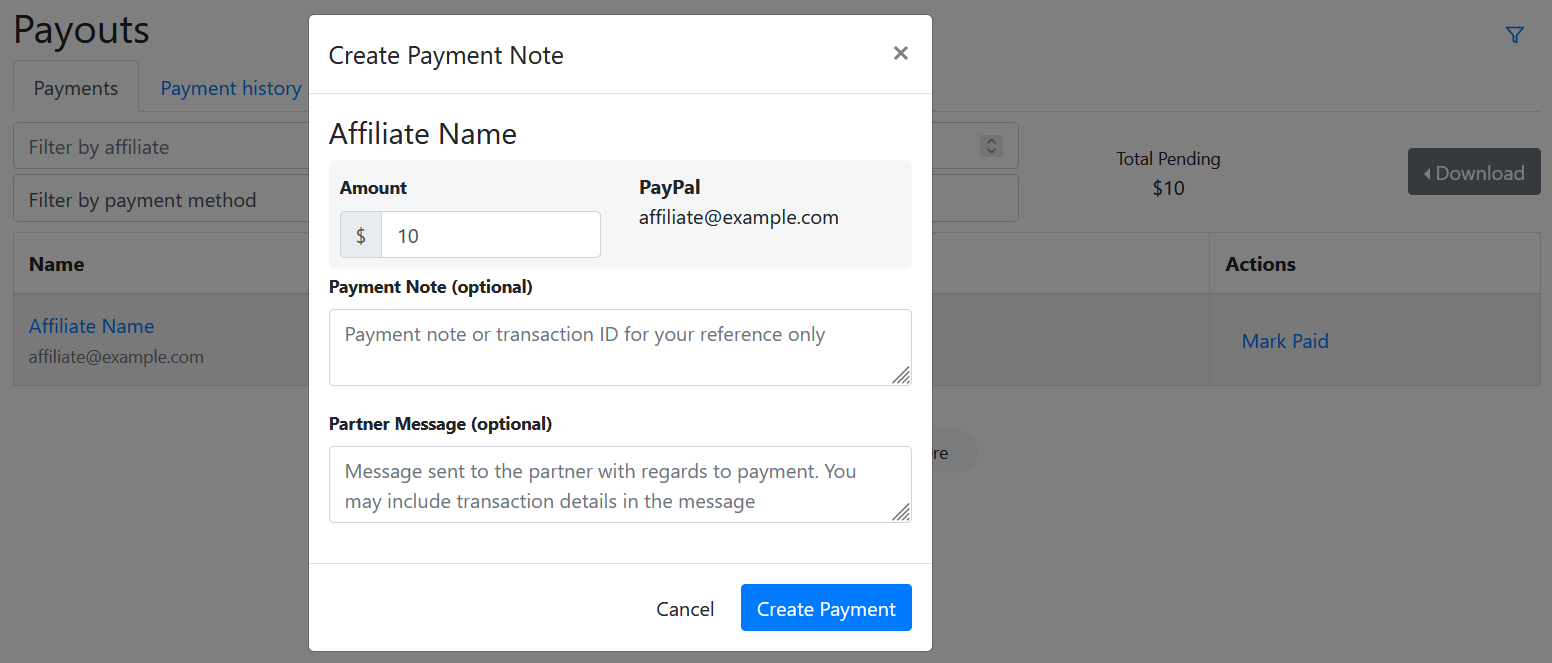 Payouts
Create Payment Note
×
Payments
Payment history
Affiliate Name
Filter by affiliate
Total Pending
$10
Download
Amount
PayPal
affiliate@example.com
$ 10
Filter by payment method
Name
Actions
Payment Note (optional)
Payment note or transaction ID for your reference only
Affiliate Name
affiliate@example.com
Mark Paid
Partner Message (optional)
Message sent to the partner with regards to payment. You
may include transaction details in the message
Cancel
Create Payment